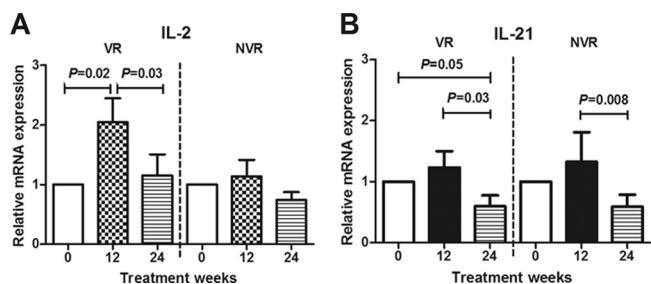 A
IL-2
VR
NVR
P=0.02
P=0.03
Relative mRNA expression
3
2
1
0
0 12 24 0 12 24
Treatment weeks
B
IL-21
VR
NVR
P=0.05
P=0.03
P=0.008
Relative mRNA expression
3
2
1
0
0 12 24 0 12 24
Treatment weeks